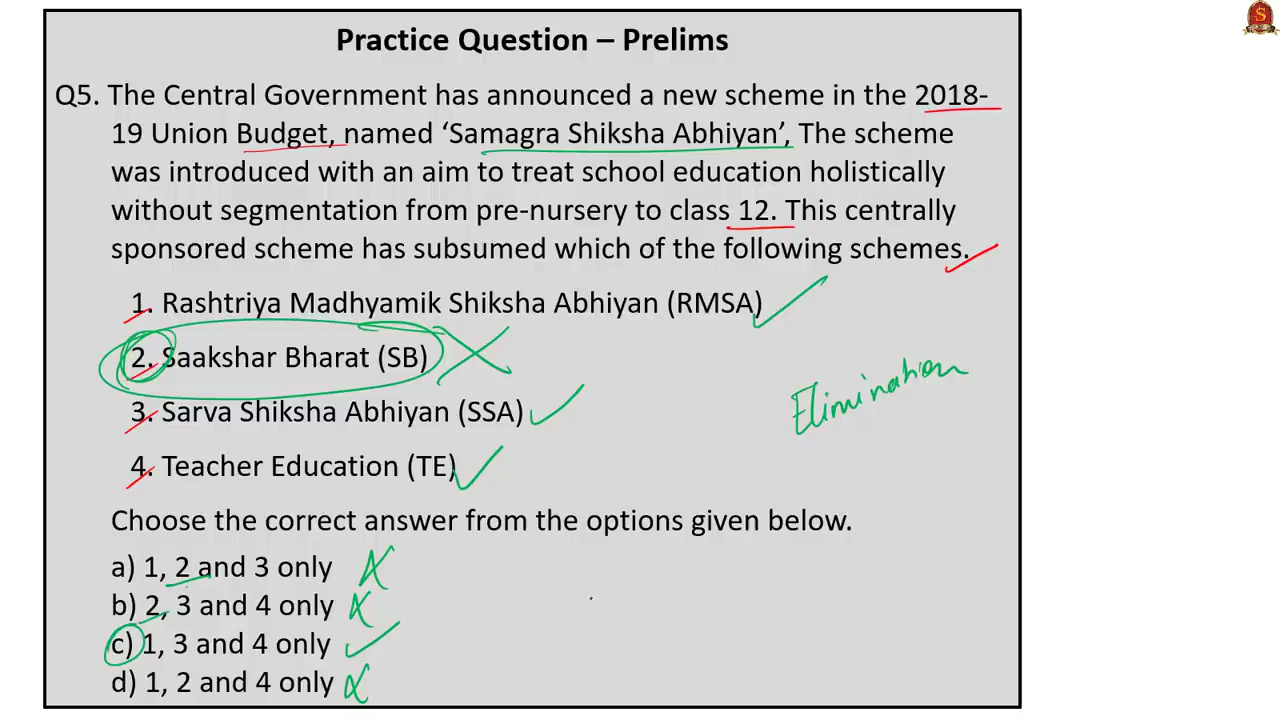 Practice Question – Prelims
Q5. The Central Government has announced a new scheme in the 2018-
19 Union Budget, named ‘Samagra Shiksha Abhiyan’, The scheme
was introduced with an aim to treat school education holistically
without segmentation from pre-nursery to class 12. This centrally
sponsored scheme has subsumed which of the following schemes.
1. Rashtriya Madhyamik Shiksha Abhiyan (RMSA)
2. Saakshar Bharat (SB)
Elimination
3. Sarva Shiksha Abhiyan (SSA)
4. Teacher Education (TE)
Choose the correct answer from the options given below.
a) 1, 2 and 3 only
b) 2, 3 and 4 only
c) 1, 3 and 4 only
d) 1, 2 and 4 only
S